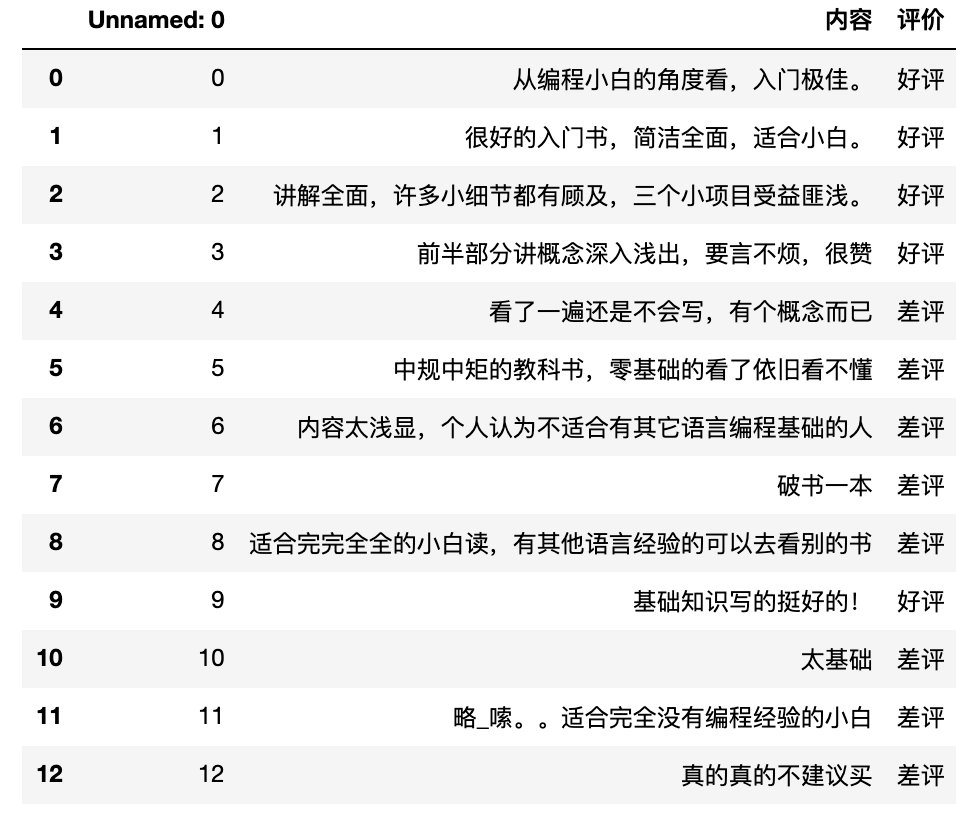 Unnamed: 0 内容 评价
0 0 从编程小白的角度看，入门极佳。 好评
1 1 很好的入门书，简洁全面，适合小白。 好评
2 2 讲解全面，许多小细节都有顾及，三个小项目受益匪浅。 好评
3 3 前半部分讲概念深入浅出，要言不烦，很赞 好评
4 4 看了一遍还是不会写，有个概念而已 差评
5 5 中规中矩的教科书，零基础的看了依旧看不懂 差评
6 6 内容太浅显，个人认为不适合有其它语言编程基础的人 差评
7 7 破书一本 差评
8 8 适合完完全全的小白读，有其他语言经验的可以去看别的书 差评
9 9 基础知识写的挺好的！ 好评
10 10 太基础 差评
11 11 略_嗦。。适合完全没有编程经验的小白 差评
12 12 真的真的不建议买 差评